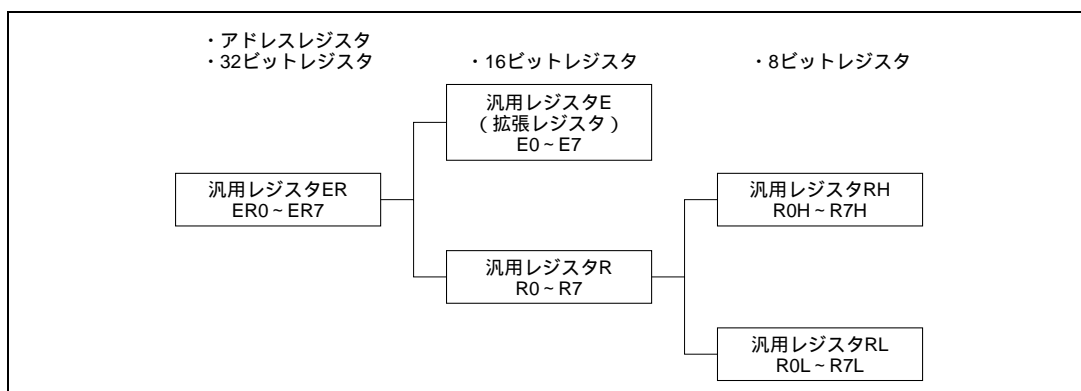 ・アドレスレジスタ
・32ビットレジスタ
・16ビットレジスタ
・8ビットレジスタ
汎用レジスタE
（拡張レジスタ）
E0～E7
汎用レジスタER
ER0～ER7
汎用レジスタRH
R0H～R7H
汎用レジスタR
R0～R7
汎用レジスタRL
R0L～R7L